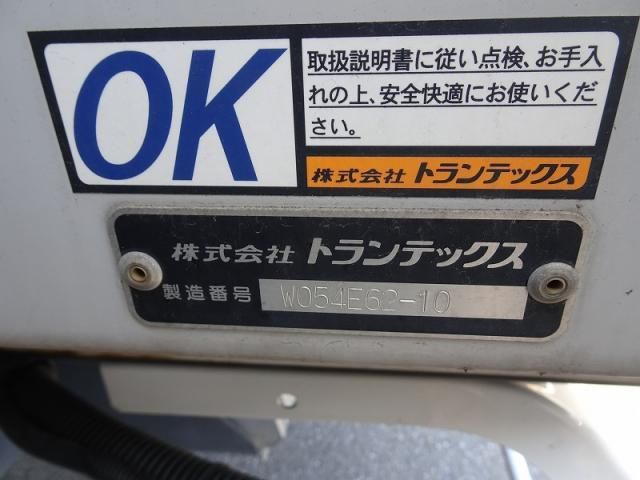 OK
取扱説明書に従い点検、お手入
れの上、安全快適にお使いくだ
さい。
株式会社 トランテックス
株式会社 トランテックス
製造番号 W054E62-10